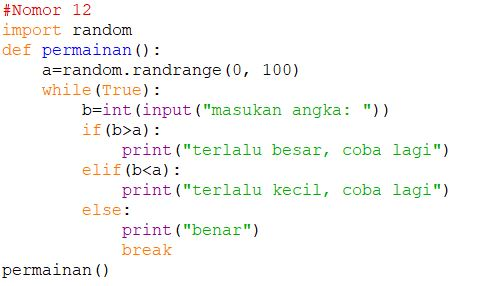 #Nomor 12
import random
def permainan():
    a=random.randrange(0, 100)
    while(True):
        b=int(input("masukan angka: "))
        if(b>a):
            print("terlalu besar, coba lagi")
        elif(b<a):
            print("terlalu kecil, coba lagi")
        else:
            print("benar")
            break
permainan()